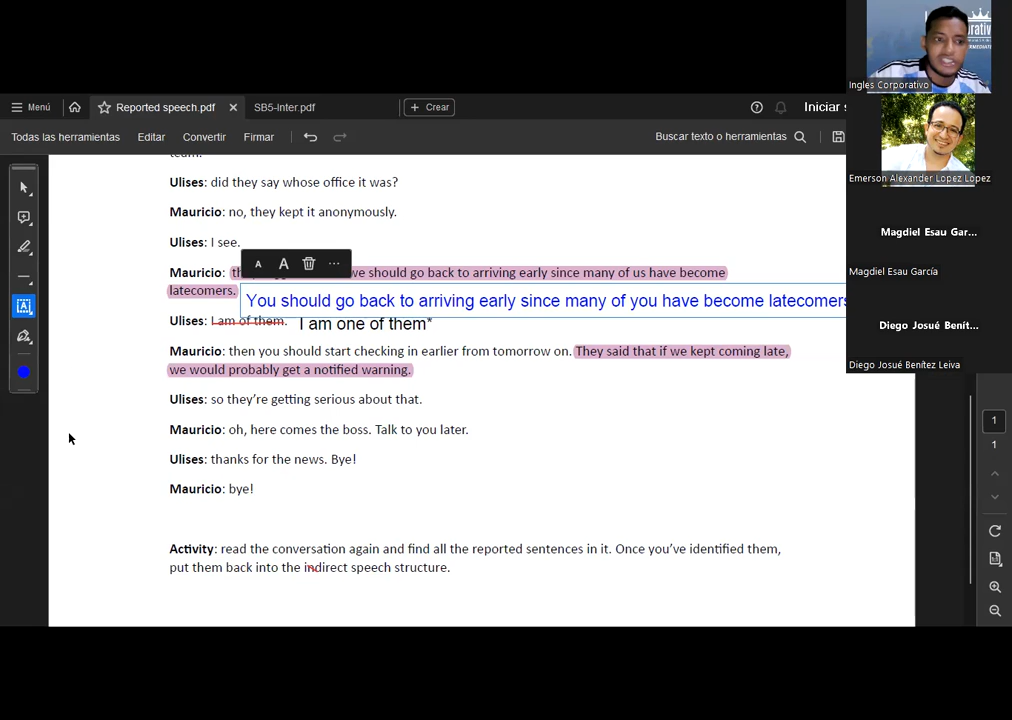 Ingles Corporativo
Menú
Reported speech.pdf
SB5-Inter.pdf
Crear
Iniciar s
Todas las herramientas
Editar
Convertir
Firmar
Buscar texto o herramientas
Emerson Alexander Lopez Lopez
team.
Ulises: did they say whose office it was?
Mauricio: no, they kept it anonymously.
Ulises: I see.
Magdiel Esau Gar...
Magdiel Esau García
A A ...
Mauricio: we should go back to arriving early since many of us have become
latecomers.
You should go back to arriving early since many of you have become latecomers
Ulises: I am of them. I am one of them*
Diego Josué Benít...
Diego Josué Benítez Leiva
Mauricio: then you should start checking in earlier from tomorrow on. They said that if we kept coming late,
we would probably get a notified warning.
Ulises: so they're getting serious about that.
Mauricio: oh, here comes the boss. Talk to you later.
Ulises: thanks for the news. Bye!
Mauricio: bye!
1
1
Activity: read the conversation again and find all the reported sentences in it. Once you've identified them,
put them back into the indirect speech structure.